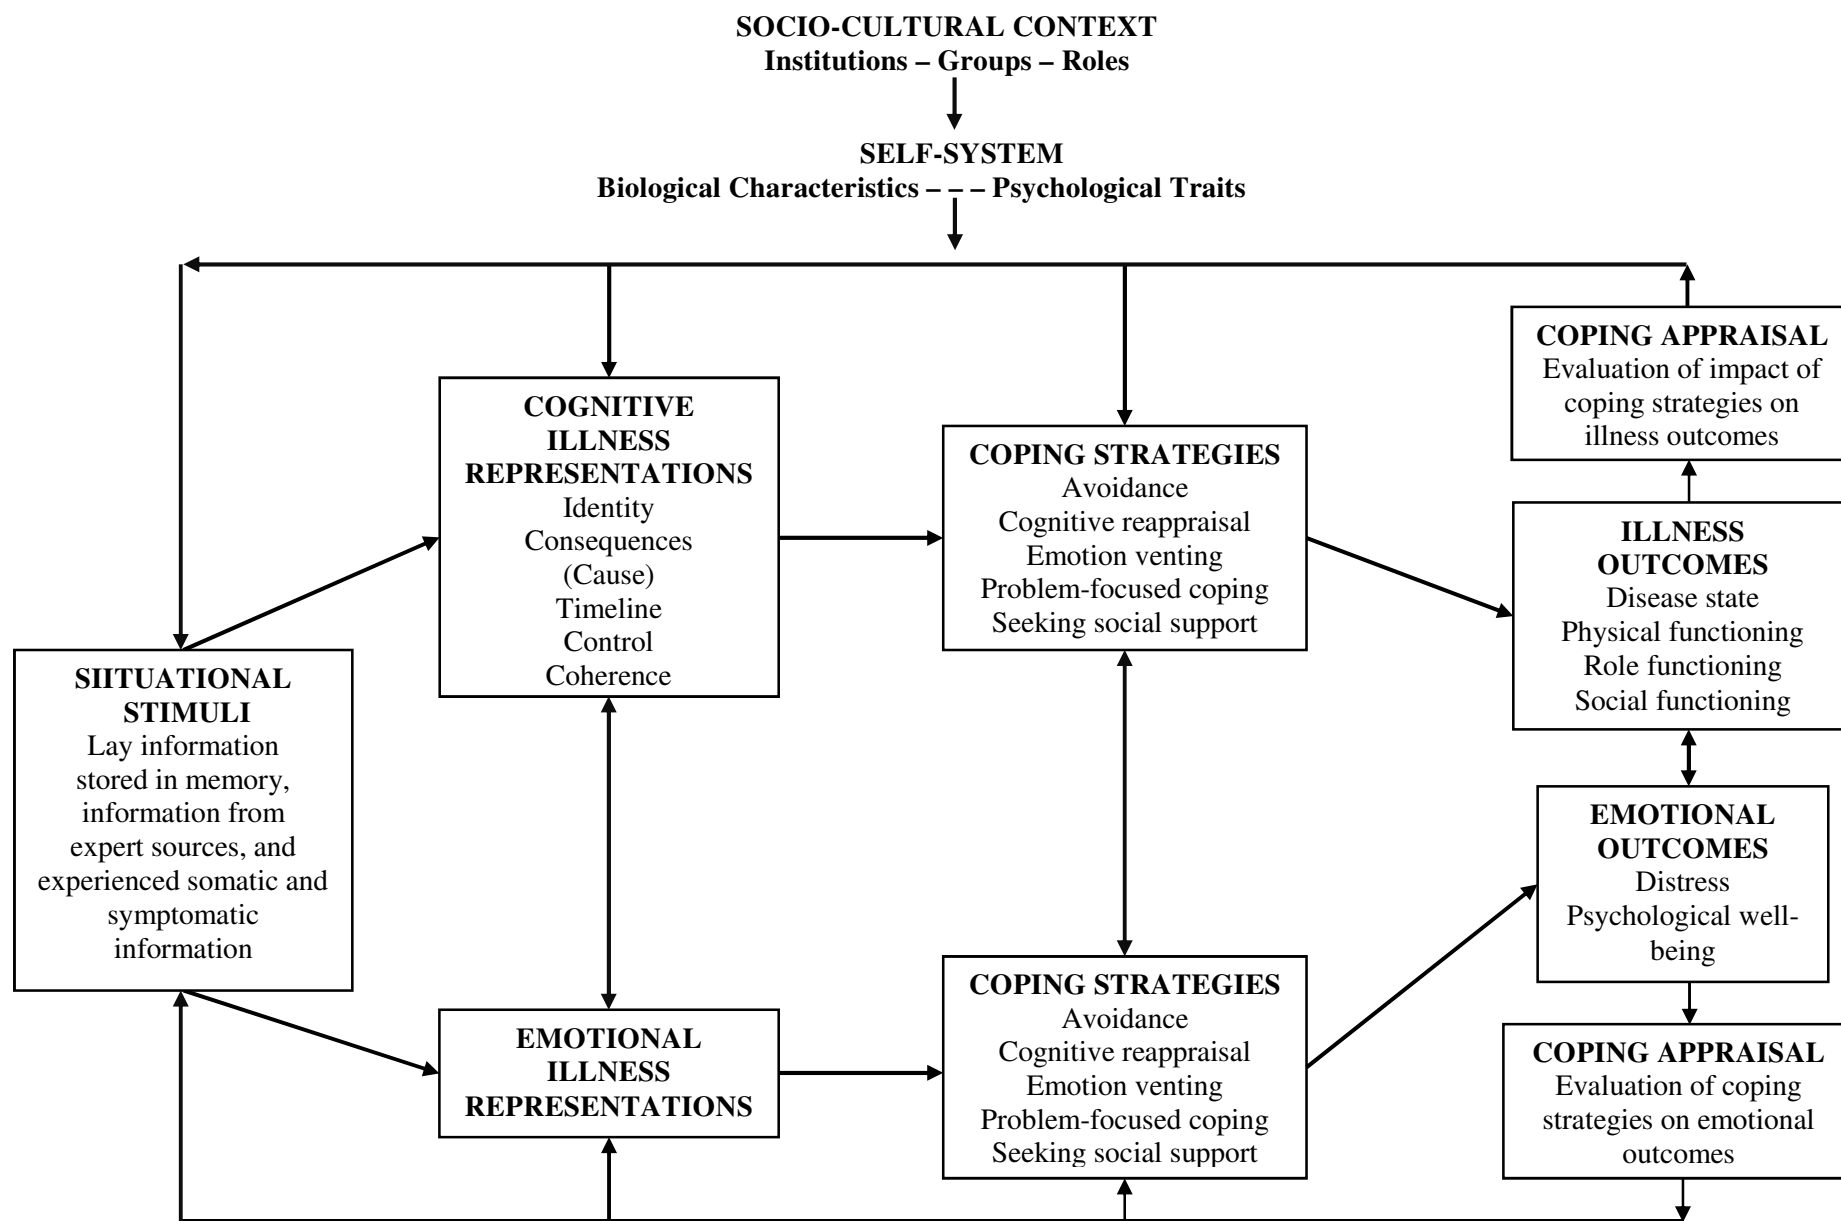 SOCIO-CULTURAL CONTEXT
Institutions – Groups – Roles
SELF-SYSTEM
Biological Characteristics – – – Psychological Traits
COPING APPRAISAL
Evaluation of impact of
coping strategies on
illness outcomes
COGNITIVE
ILLNESS
REPRESENTATIONS
Identity
Consequences
(Cause)
Timeline
Control
Coherence
COPING STRATEGIES
Avoidance
Cognitive reappraisal
Emotion venting
Problem-focused coping
Seeking social support
ILLNESS
OUTCOMES
Disease state
Physical functioning
Role functioning
Social functioning
SIITUATIONAL
STIMULI
Lay information
stored in memory,
information from
expert sources, and
experienced somatic and
symptomatic
information
EMOTIONAL
OUTCOMES
Distress
Psychological well-
being
EMOTIONAL
ILLNESS
REPRESENTATIONS
COPING STRATEGIES
Avoidance
Cognitive reappraisal
Emotion venting
Problem-focused coping
Seeking social support
COPING APPRAISAL
Evaluation of coping
strategies on emotional
outcomes